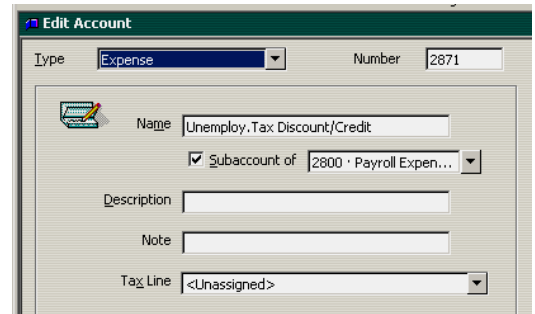 Edit Account
Type Expense Number 2871
Name Unemploy.Tax Discount/Credit
Subaccount of 2800 · Payroll Expen...
Description
Note
Tax Line <Unassigned>